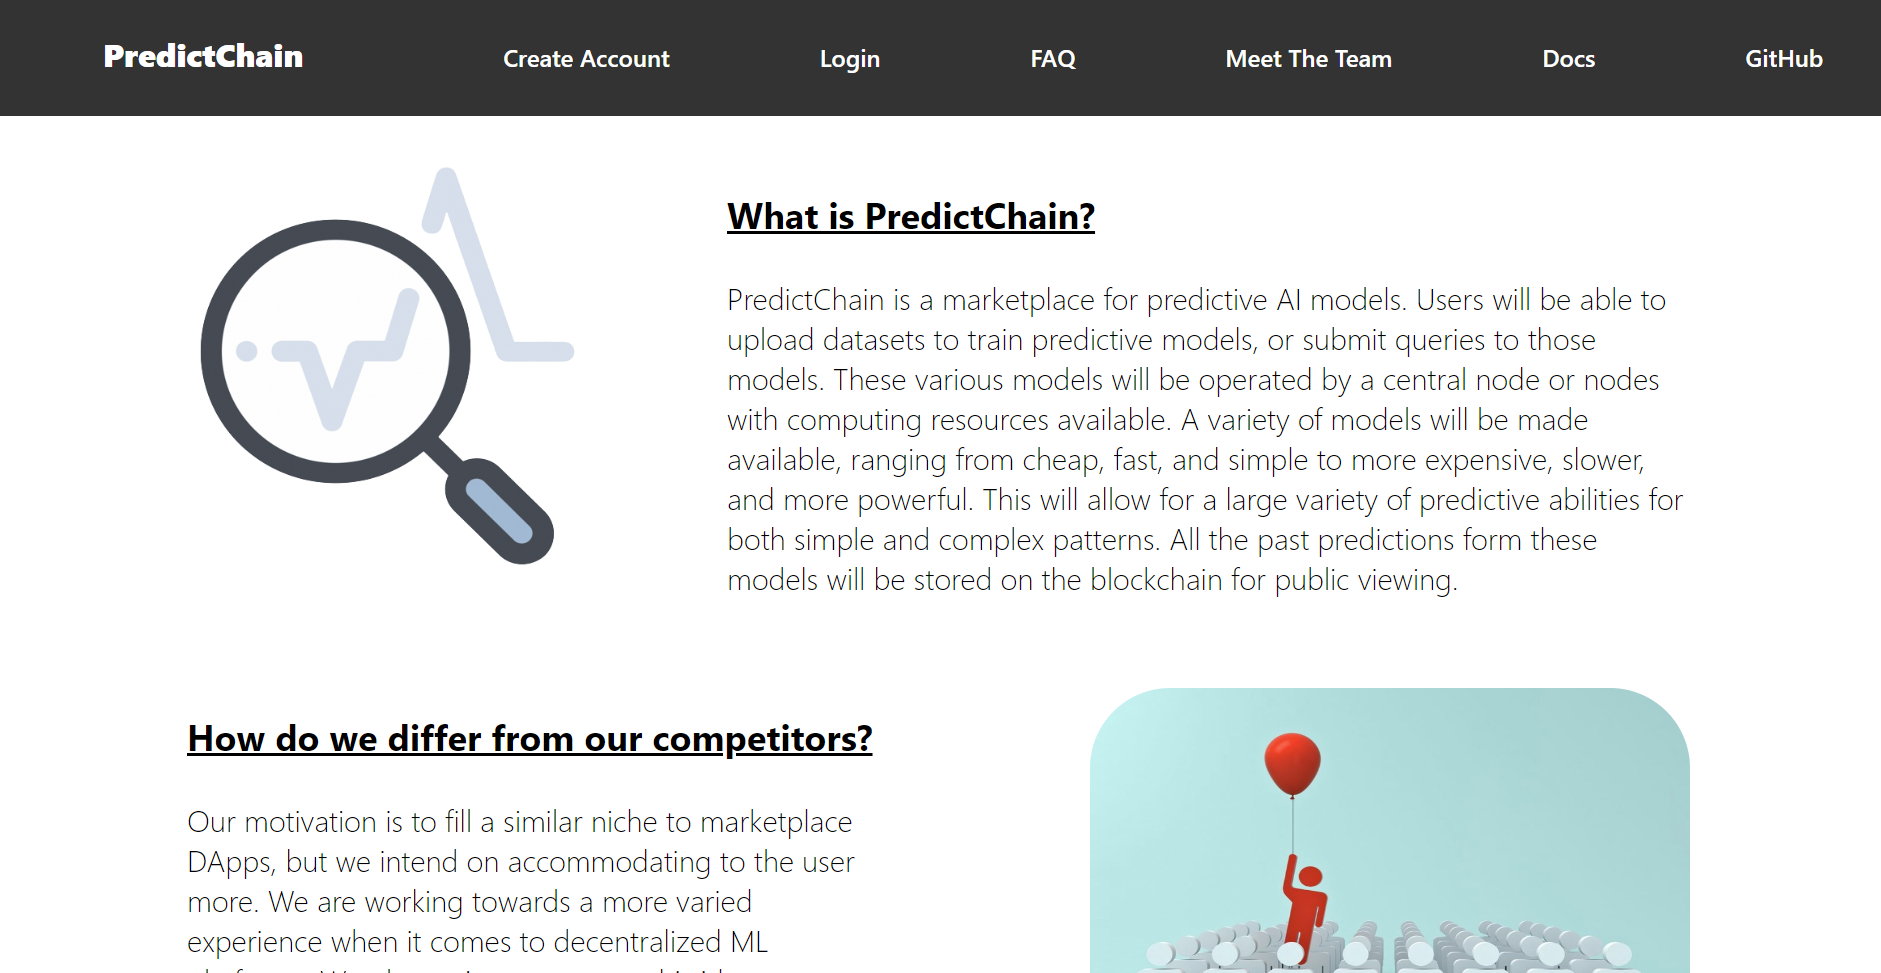 PredictChain
Create Account
Login
FAQ
Meet The Team
Docs
GitHub
What is PredictChain?
PredictChain is a marketplace for predictive AI models. Users will be able to
upload datasets to train predictive models, or submit queries to those
models. These various models will be operated by a central node or nodes
with computing resources available. A variety of models will be made
available, ranging from cheap, fast, and simple to more expensive, slower,
and more powerful. This will allow for a large variety of predictive abilities for
both simple and complex patterns. All the past predictions form these
models will be stored on the blockchain for public viewing.
How do we differ from our competitors?
Our motivation is to fill a similar niche to marketplace
DApps, but we intend on accommodating to the user
more. We are working towards a more varied
experience when it comes to decentralized ML